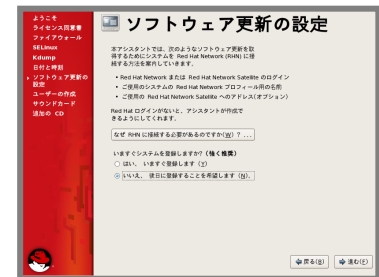 ようこそ
ライセンス同意書
ファイアウォール
SELinux
Kdump
日付と時刻
ソフトウェア更新の
設定
ユーザーの作成
サウンドカード
追加の CD
ソフトウェア更新の設定
本アシスタントでは、次のようなソフトウェア更新を取
得するためにシステムを Red Hat Network (RHN) に接
続する方法を案内していきます。
• Red Hat Network または Red Hat Network Satellite のログイン
• ご使用のシステムの Red Hat Network プロフィール用の名前
• ご使用の Red Hat Network Satellite へのアドレス(オプション)
Red Hat ログインがないと、アシスタントが作成で
きるようにしてくれます。
なぜ RHN に接続する必要があるのですか(W) ? ...
いますぐシステムを登録しますか? (強く推奨)
はい、 いますぐ登録します (Y)
いいえ、 後日に登録することを希望します (N)。
戻る(B)
進む(F)